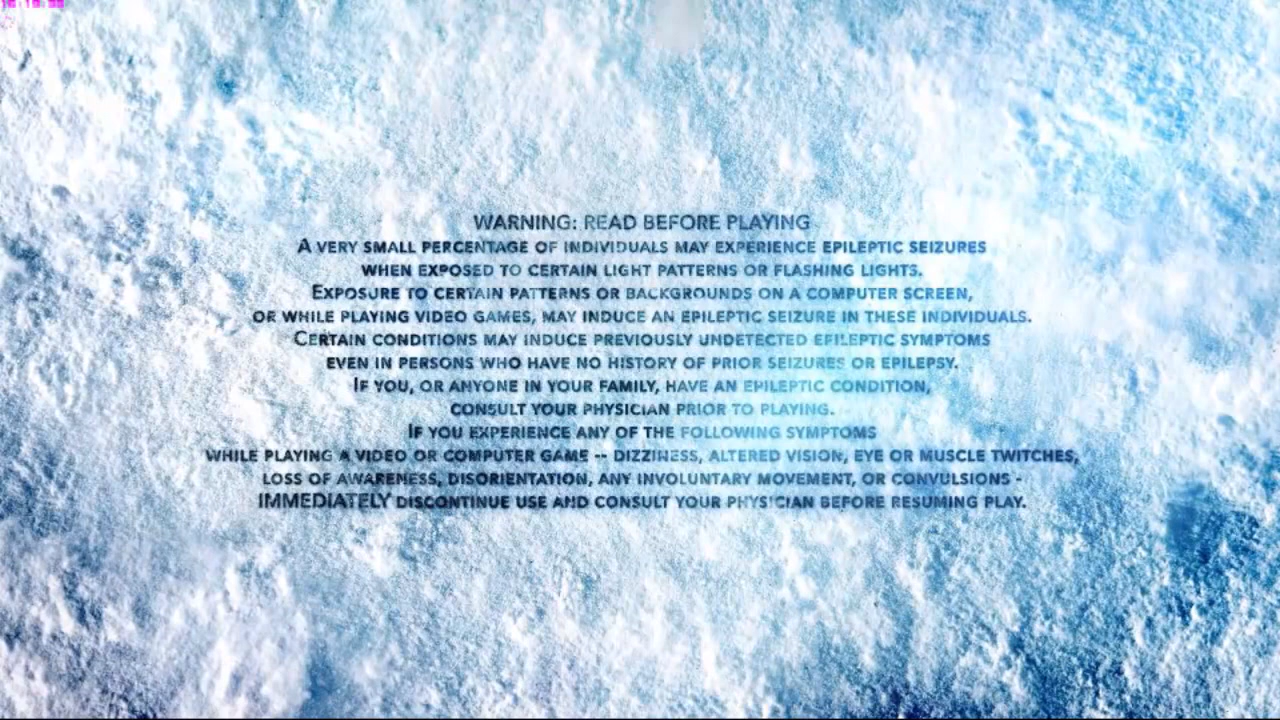 WARNING: READ BEFORE PLAYING
A VERY SMALL PERCENTAGE OF INDIVIDUALS MAY EXPERIENCE EPILEPTIC SEIZURES
WHEN EXPOSED TO CERTAIN LIGHT PATTERNS OR FLASHING LIGHTS.
EXPOSURE TO CERTAIN PATTERNS OR BACKGROUNDS ON A COMPUTER SCREEN,
OR WHILE PLAYING VIDEO GAMES, MAY INDUCE AN EPILEPTIC SEIZURE IN THESE INDIVIDUALS.
CERTAIN CONDITIONS MAY INDUCE PREVIOUSLY UNDETECTED EPILEPTIC SYMPTOMS
EVEN IN PERSONS WHO HAVE NO HISTORY OF PRIOR SEIZURES OR EPILEPSY.
IF YOU, OR ANYONE IN YOUR FAMILY, HAVE AN EPILEPTIC CONDITION,
CONSULT YOUR PHYSICIAN PRIOR TO PLAYING.
IF YOU EXPERIENCE ANY OF THE FOLLOWING SYMPTOMS
WHILE PLAYING A VIDEO OR COMPUTER GAME -- DIZZINESS, ALTERED VISION, EYE OR MUSCLE TWITCHES,
LOSS OF AWARENESS, DISORIENTATION, ANY INVOLUNTARY MOVEMENT, OR CONVULSIONS -
IMMEDIATELY DISCONTINUE USE AND CONSULT YOUR PHYSICIAN BEFORE RESUMING PLAY.